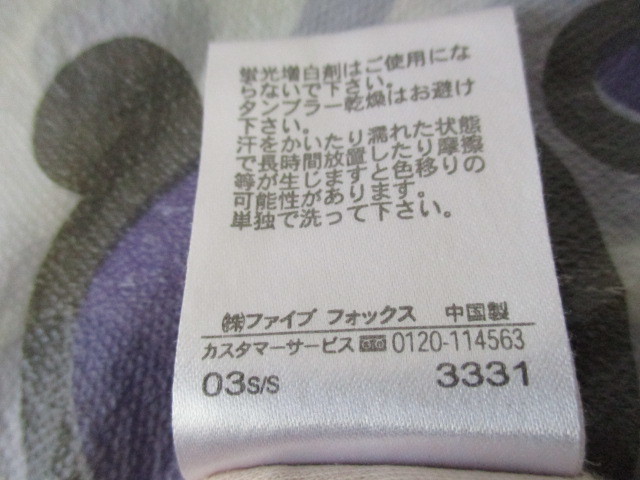 蛍光増白剤はご使用にな
らないで下さい。
タンブラー乾燥はお避け
下さい。
汗をかいたり濡れた状態
で長時間放置したり摩擦
等が生じますと色移りの
可能性があります。
単独で洗って下さい。
㈱ファイブ フォックス 中国製
カスタマーサービス 0120-114563
03S/S 3331